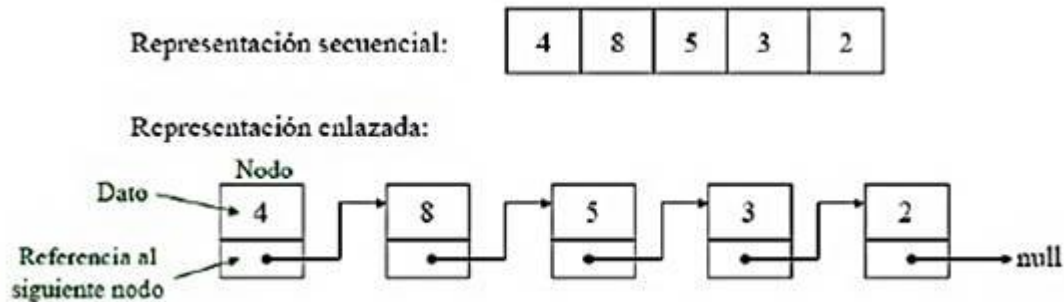 Representación secuencial:
4 8 5 3 2
Representación enlazada:
Nodo
Dato
4 8 5 3 2
Referencia al
siguiente nodo
null